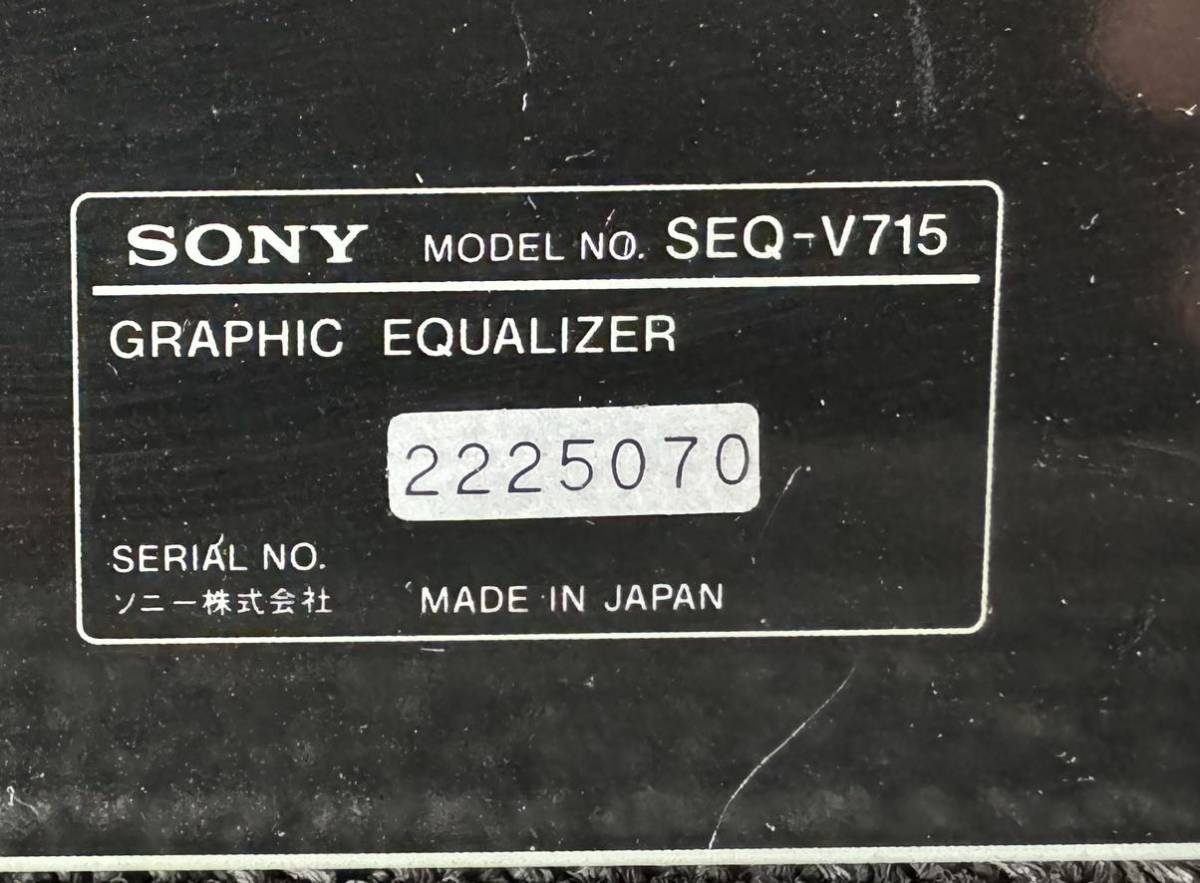 SONY MODEL NO. SEQ-V715
GRAPHIC EQUALIZER
2225070
SERIAL NO.
ソニー株式会社 MADE IN JAPAN